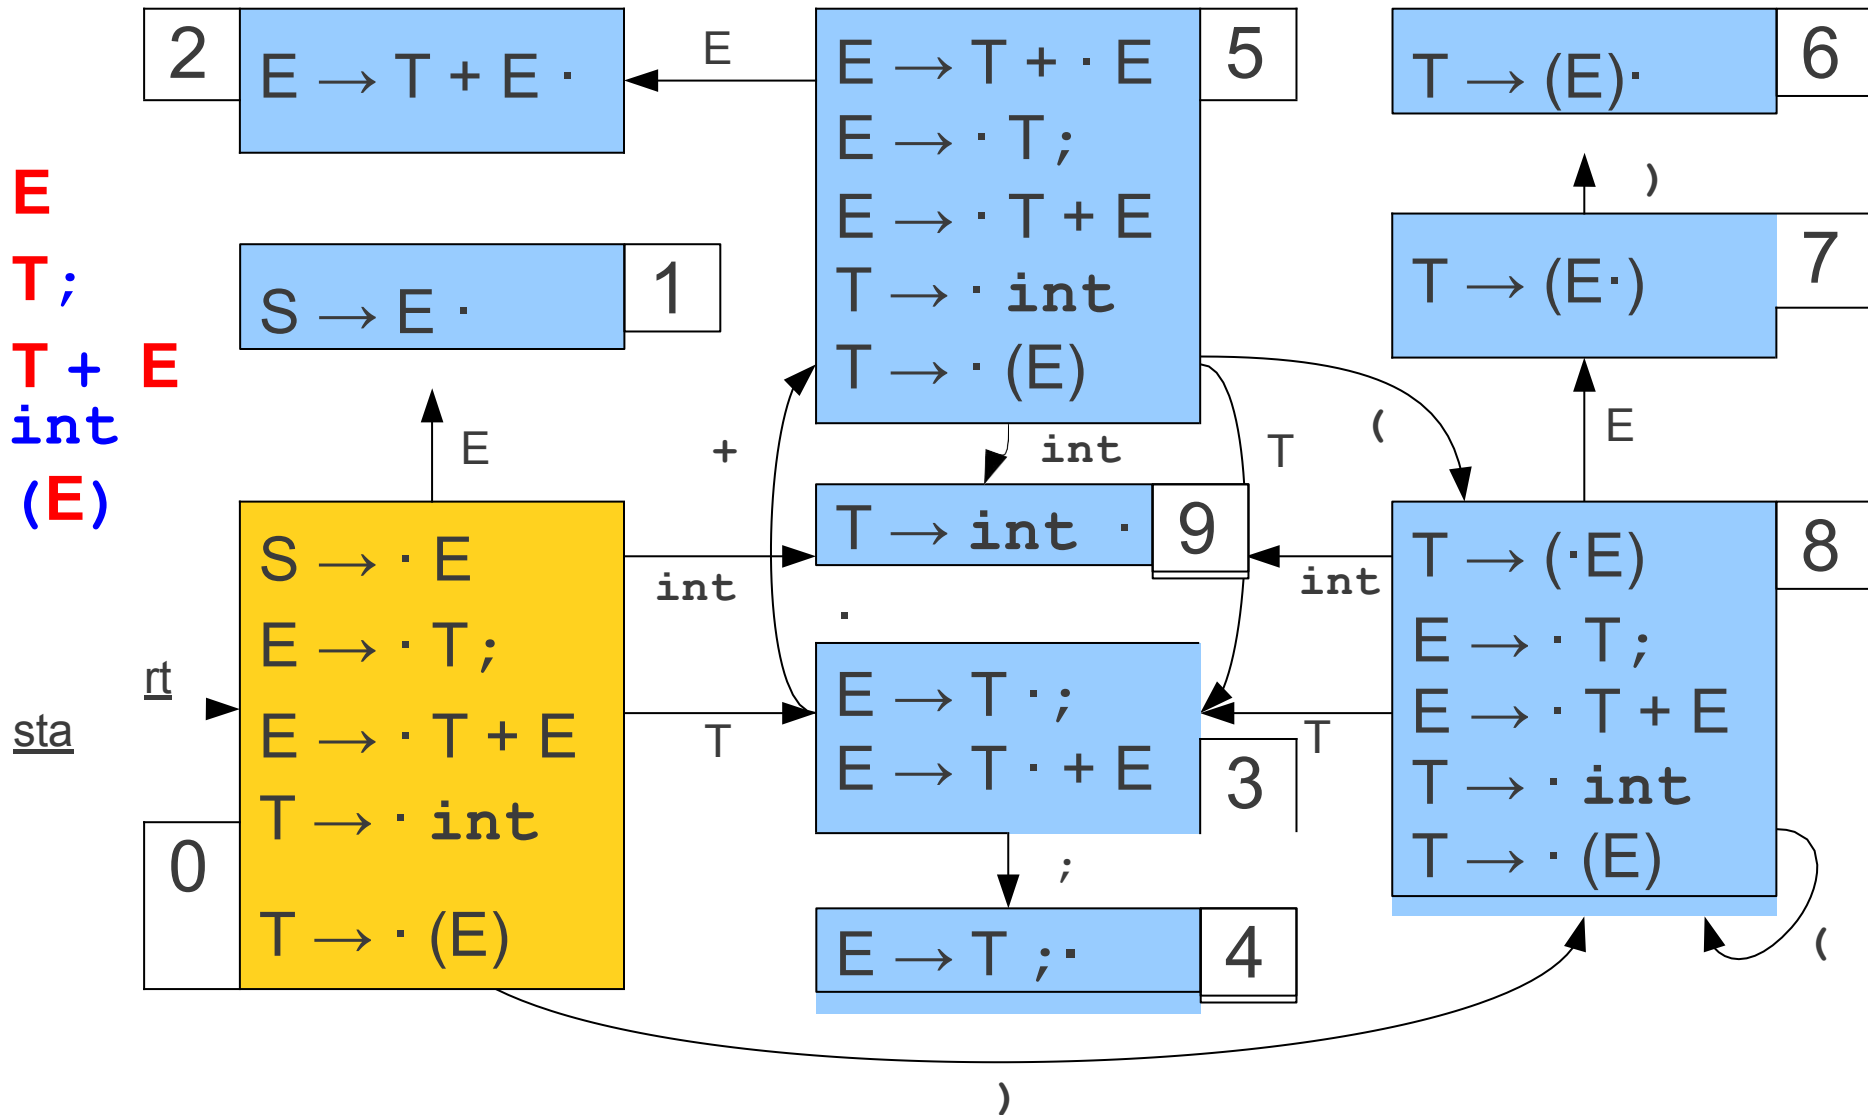 E
T ;
T + E
int
(E)
sta
rt
2
E → T + E ·
E
5
E → T + · E
E → · T ;
E → · T + E
T → · int
T → · (E)
6
T → (E)·
)
7
T → (E·)
1
S → E ·
E
+
int
T
(
E
9
T → int ·
·
int
int
0
S → · E
E → · T ;
E → · T + E
T → · int
T → · (E)
T
3
E → T · ;
E → T · + E
T
;
4
E → T ; ·
8
T → (·E)
E → · T ;
E → · T + E
T → · int
T → · (E)
(
)